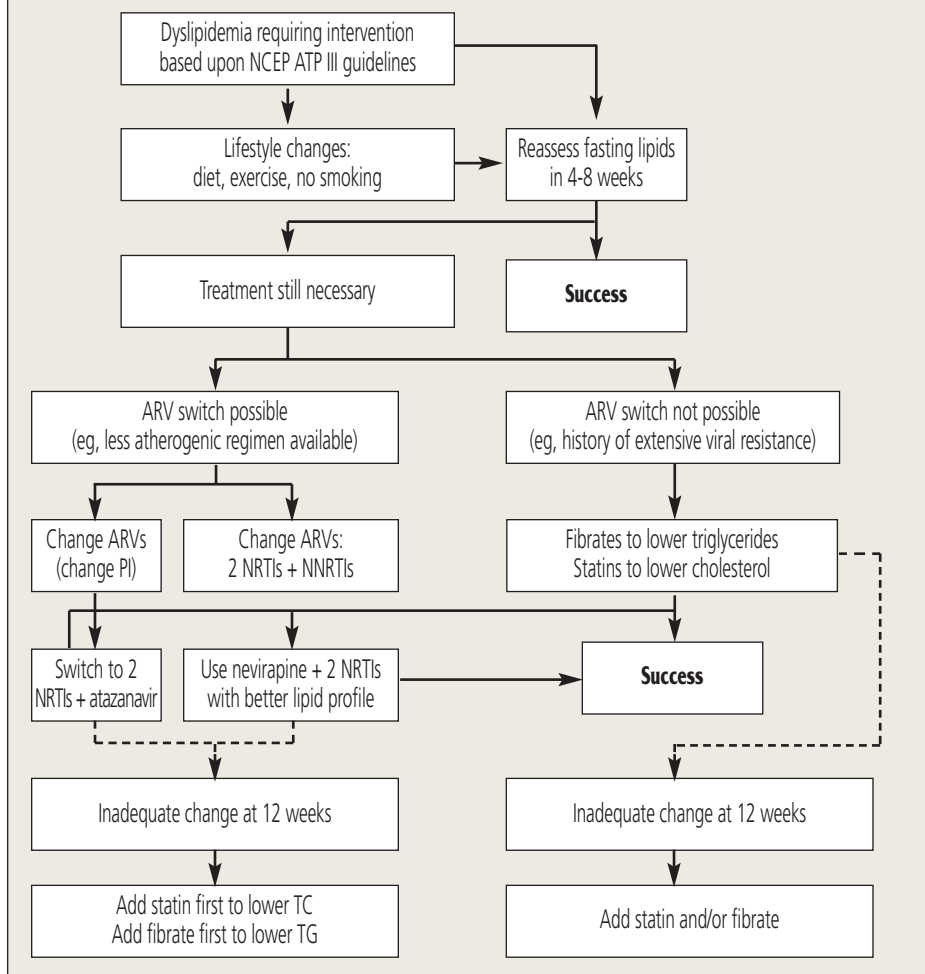 Dyslipidemia requiring intervention
based upon NCEP ATP III guidelines
Lifestyle changes:
diet, exercise, no smoking
Reassess fasting lipids
in 4-8 weeks
Treatment still necessary
Success
ARV switch possible
(eg, less atherogenic regimen available)
ARV switch not possible
(eg, history of extensive viral resistance)
Change ARVs
(change PI)
Change ARVs:
2 NRTIs + NNRTIs
Fibrates to lower triglycerides
Statins to lower cholesterol
Switch to 2
NRTIs + atazanavir
Use nevirapine + 2 NRTIs
with better lipid profile
Success
Inadequate change at 12 weeks
Inadequate change at 12 weeks
Add statin first to lower TC
Add fibrate first to lower TG
Add statin and/or fibrate